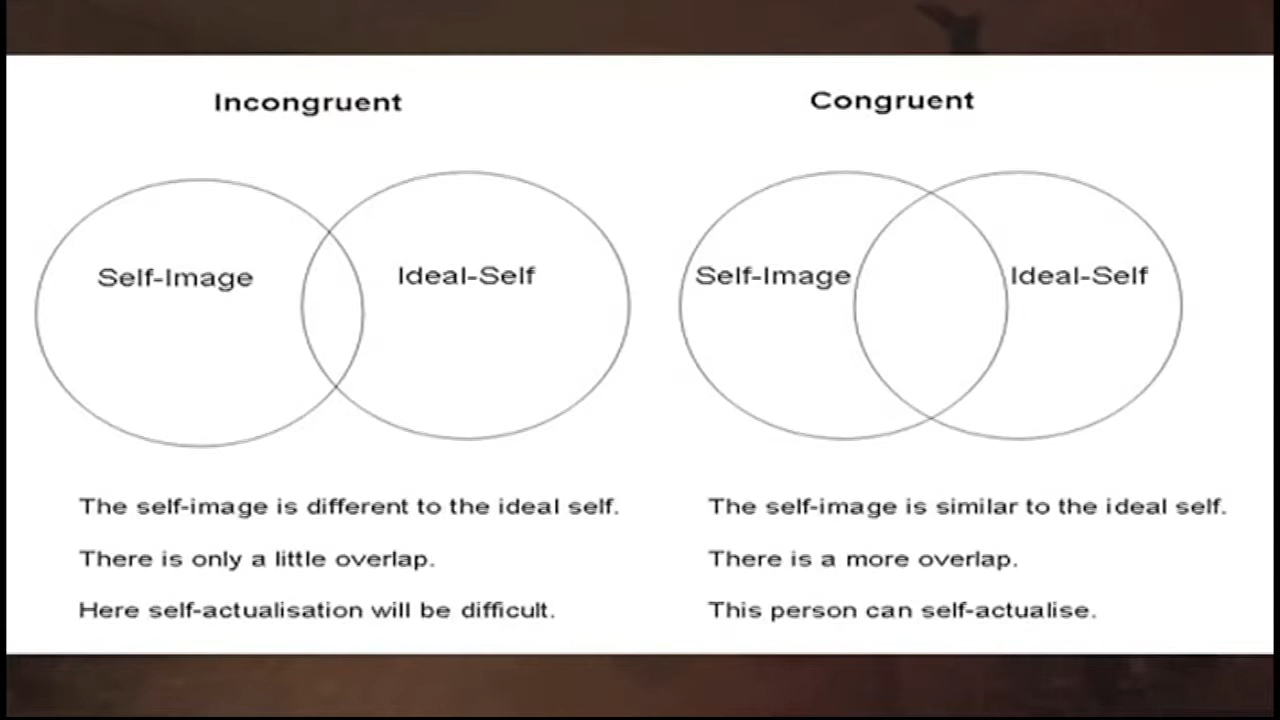 Incongruent
Self-Image
Ideal-Self
The self-image is different to the ideal self.
There is only a little overlap.
Here self-actualisation will be difficult.
Congruent
Self-Image
Ideal-Self
The self-image is similar to the ideal self.
There is a more overlap.
This person can self-actualise.